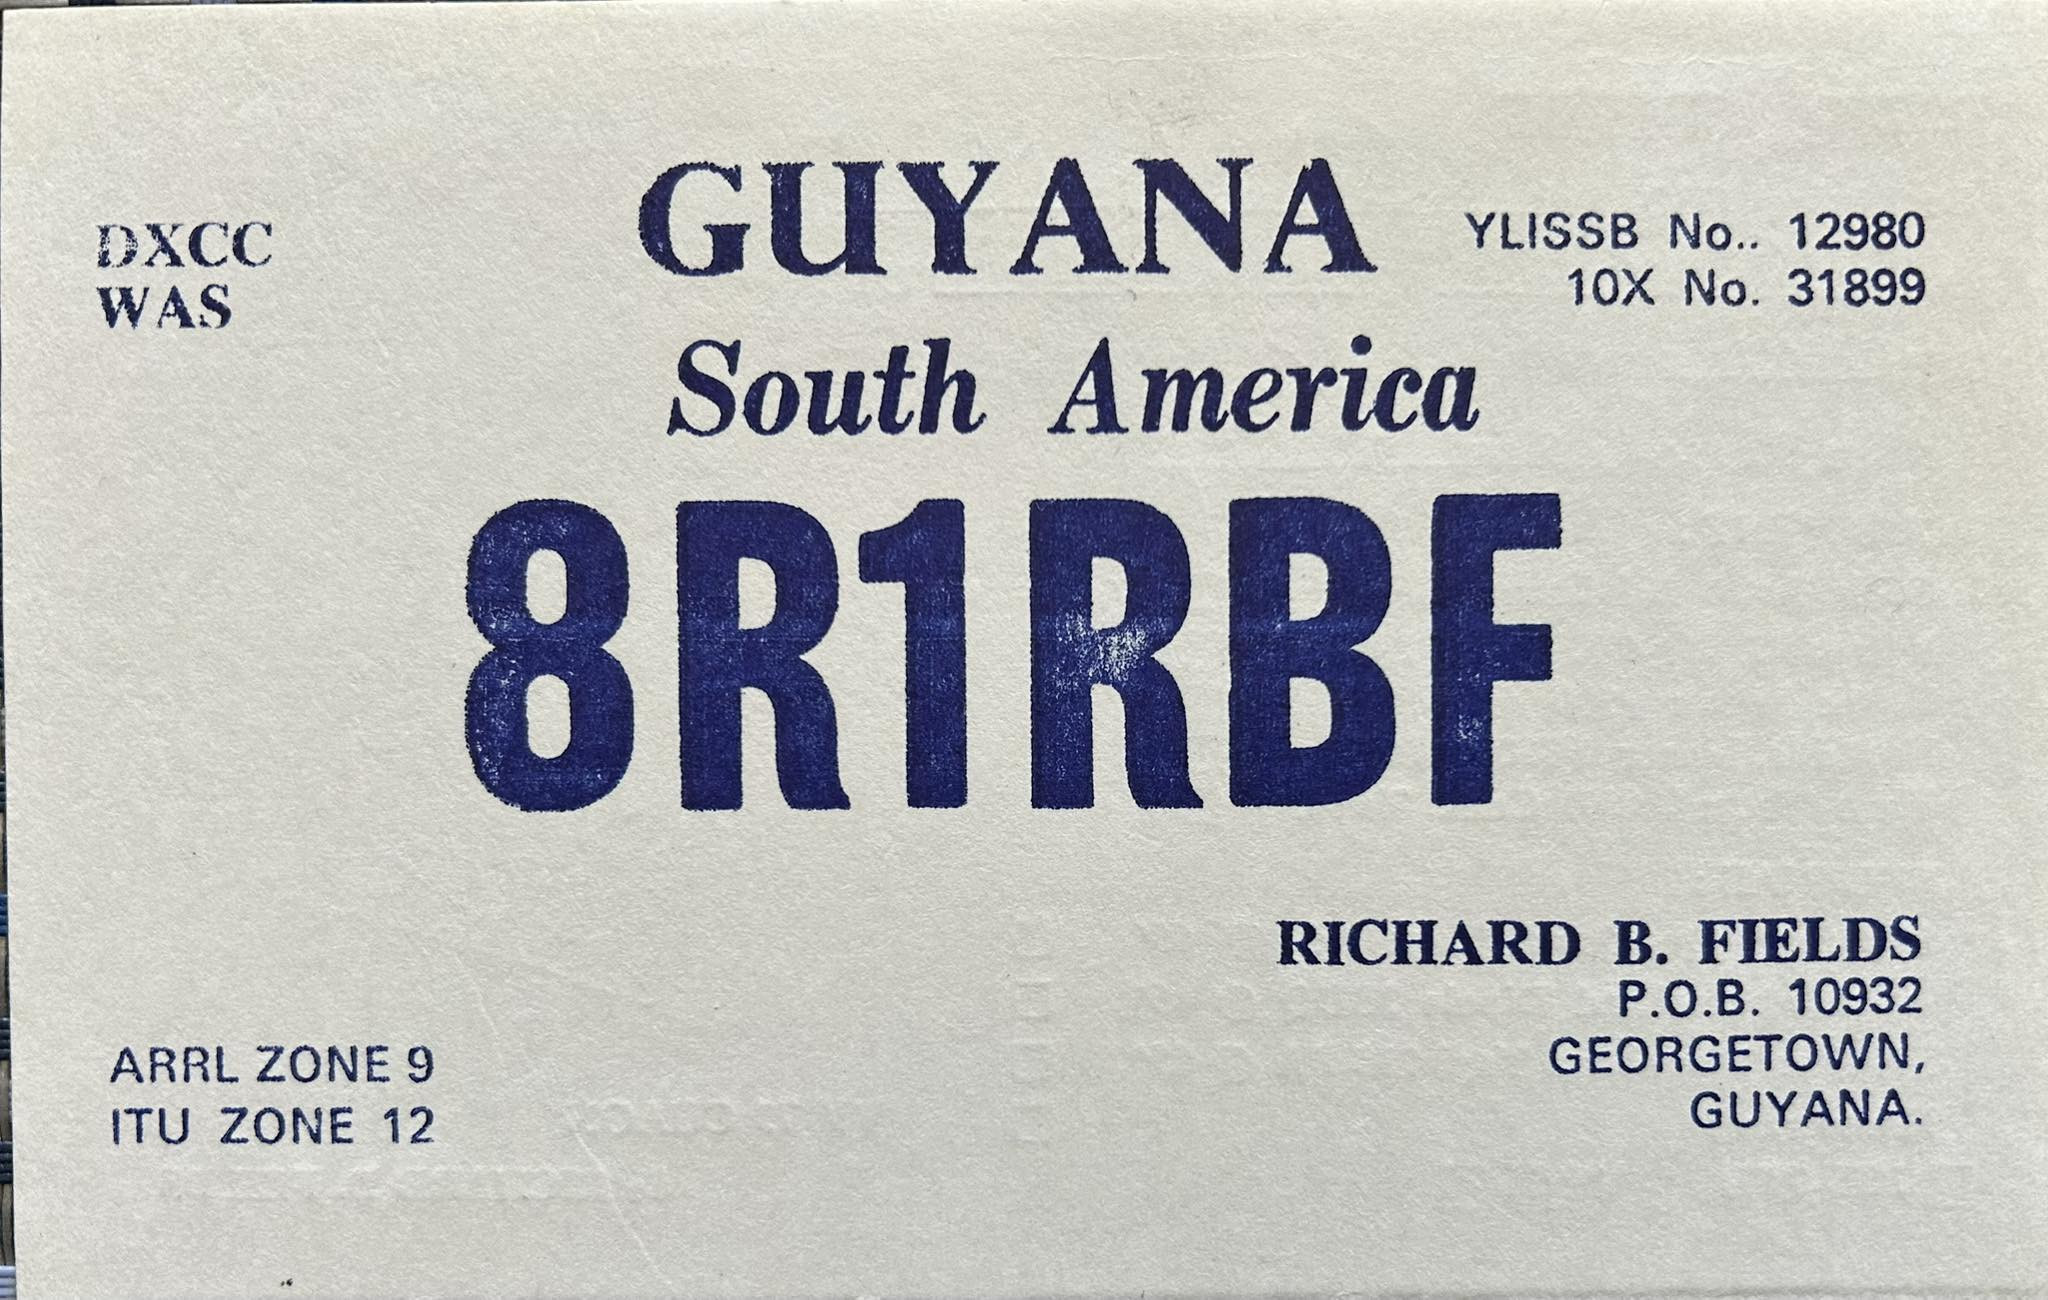 GUYANA
DXCC
WAS
YLISSB No.. 12980
10X No. 31899
South America
8R1RBF
RICHARD B. FIELDS
P.O.B. 10932
GEORGETOWN,
GUYANA.
ARRL ZONE 9
ITU ZONE 12